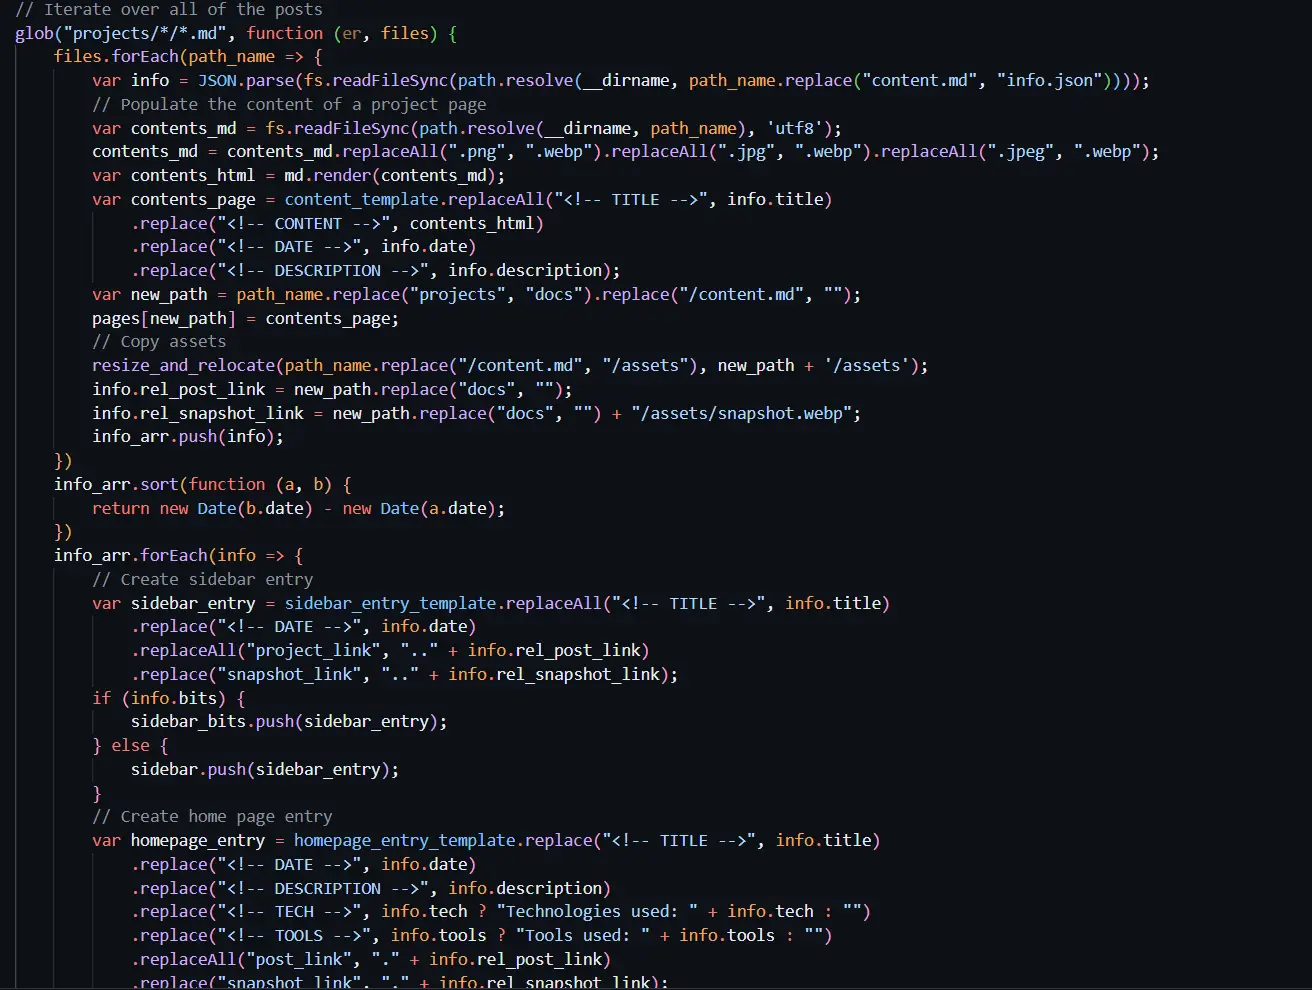 // Iterate over all of the posts
glob("projects/*/*.md", function (er, files) {
files.forEach(path_name => {
var info = JSON.parse(fs.readFileSync(path.resolve(__dirname, path_name.replace("content.md", "info.json"))));
// Populate the content of a project page
var contents_md = fs.readFileSync(path.resolve(__dirname, path_name), 'utf8');
contents_md = contents_md.replaceAll(".png", ".webp").replaceAll(".jpg", ".webp").replaceAll(".jpeg", ".webp");
var contents_html = md.render(contents_md);
var contents_page = content_template.replaceAll("<!-- TITLE -->", info.title)
.replace("<!-- CONTENT -->", contents_html)
.replace("<!-- DATE -->", info.date)
.replace("<!-- DESCRIPTION -->", info.description);
var new_path = path_name.replace("projects", "docs").replace("/content.md", "");
pages[new_path] = contents_page;
// Copy assets
resize_and_relocate(path_name.replace("/content.md", "/assets"), new_path + '/assets');
info.rel_post_link = new_path.replace("docs", "");
info.rel_snapshot_link = new_path.replace("docs", "") + "/assets/snapshot.webp";
info_arr.push(info);
})
info_arr.sort(function (a, b) {
return new Date(b.date) - new Date(a.date);
})
info_arr.forEach(info => {
// Create sidebar entry
var sidebar_entry = sidebar_entry_template.replaceAll("<!-- TITLE -->", info.title)
.replace("<!-- DATE -->", info.date)
.replaceAll("project_link", ".." + info.rel_post_link)
.replace("snapshot_link", ".." + info.rel_snapshot_link);
if (info.bits) {
sidebar_bits.push(sidebar_entry);
} else {
sidebar.push(sidebar_entry);
}
// Create home page entry
var homepage_entry = homepage_entry_template.replace("<!-- TITLE -->", info.title)
.replace("<!-- DATE -->", info.date)
.replace("<!-- DESCRIPTION -->", info.description)
.replace("<!-- TECH -->", info.tech ? "Technologies used: " + info.tech : "")
.replace("<!-- TOOLS -->", info.tools ? "Tools used: " + info.tools : "")
.replaceAll("post_link", "." + info.rel_post_link)
.replace("snapshot_link", "." + info.rel_snapshot_link);